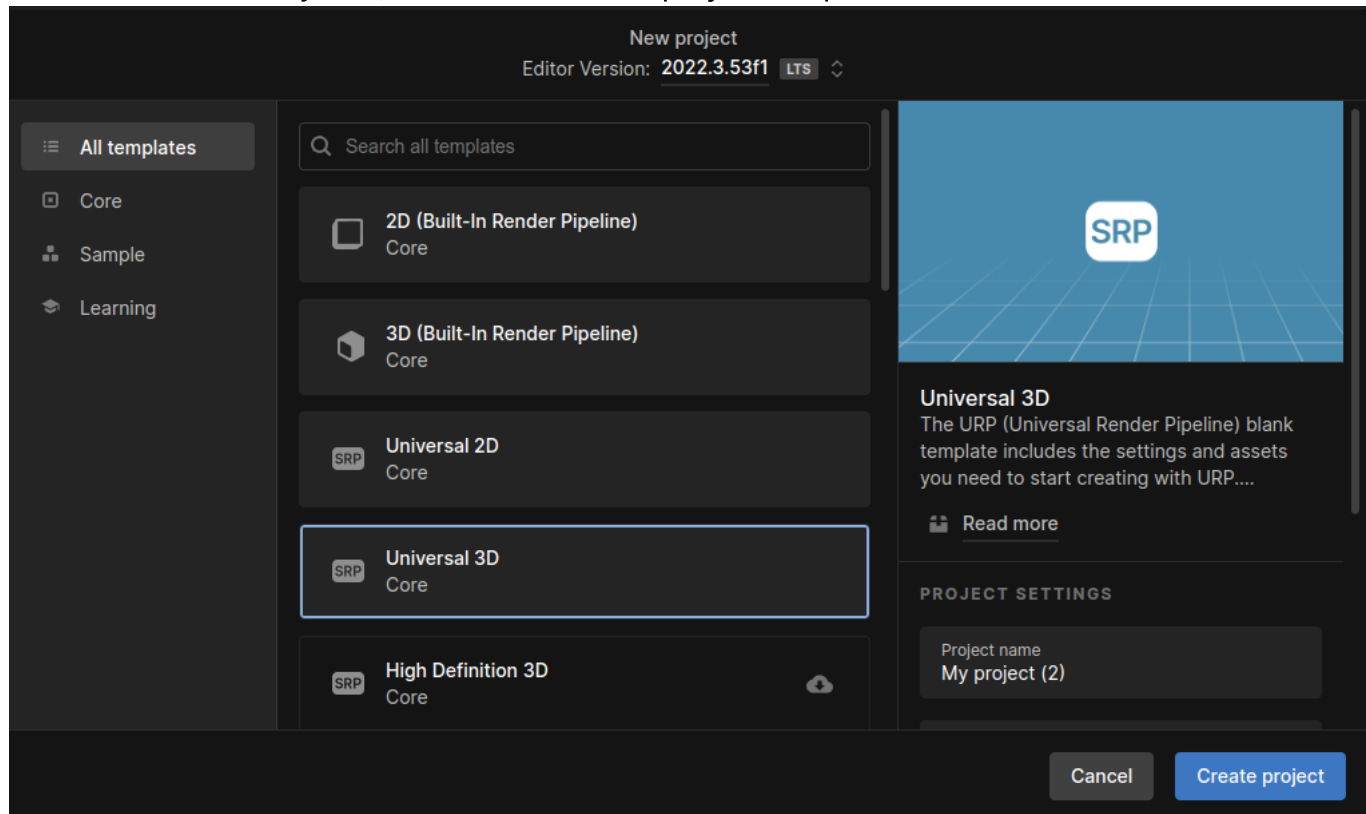 New project
Editor Version: 2022.3.53f1 LTS
All templates
Core
Sample
Learning
Search all templates
2D (Built-In Render Pipeline)
Core
3D (Built-In Render Pipeline)
Core
SRP
Universal 2D
Core
SRP
Universal 3D
Core
SRP
High Definition 3D
Core
SRP
Universal 3D
The URP (Universal Render Pipeline) blank
template includes the settings and assets
you need to start creating with URP....
Read more
PROJECT SETTINGS
Project name
My project (2)
Cancel
Create project